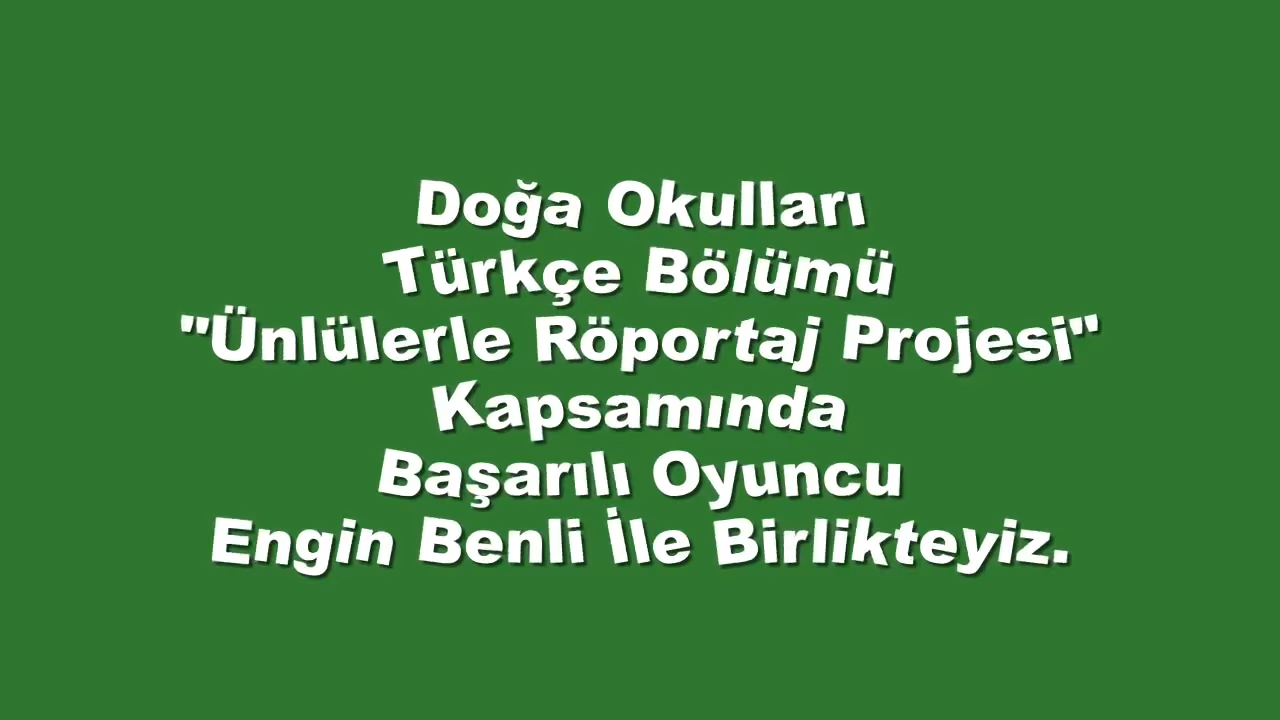 Doğa Okulları
Türkçe Bölümü
"Ünlülerle Röportaj Projesi"
Kapsamında
Başarılı Oyuncu
Engin Benli İle Birlikteyiz.